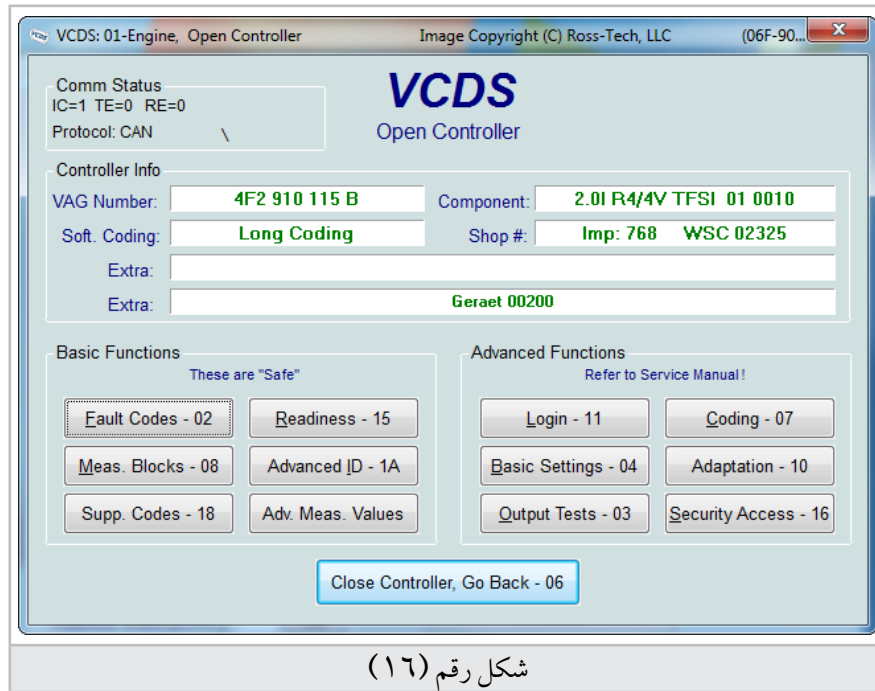 VCDS: 01-Engine, Open Controller Image Copyright (C) Ross-Tech, LLC (06F-90...
Comm Status
IC=1 TE=0 RE=0
Protocol: CAN \
VCDS
Open Controller
Controller Info
VAG Number: 4F2 910 115 B Component: 2.0l R4/4V TFSI 01 0010
Soft. Coding: Long Coding Shop #: Imp: 768 WSC 02325
Extra:
Extra: Geraet 00200
Basic Functions Advanced Functions
These are "Safe" Refer to Service Manual!
Fault Codes - 02 Readiness - 15 Login - 11 Coding - 07
Meas. Blocks - 08 Advanced ID - 1A Basic Settings - 04 Adaptation - 10
Supp. Codes - 18 Adv. Meas. Values Output Tests - 03 Security Access - 16
Close Controller, Go Back - 06
شكل رقم (١٦)